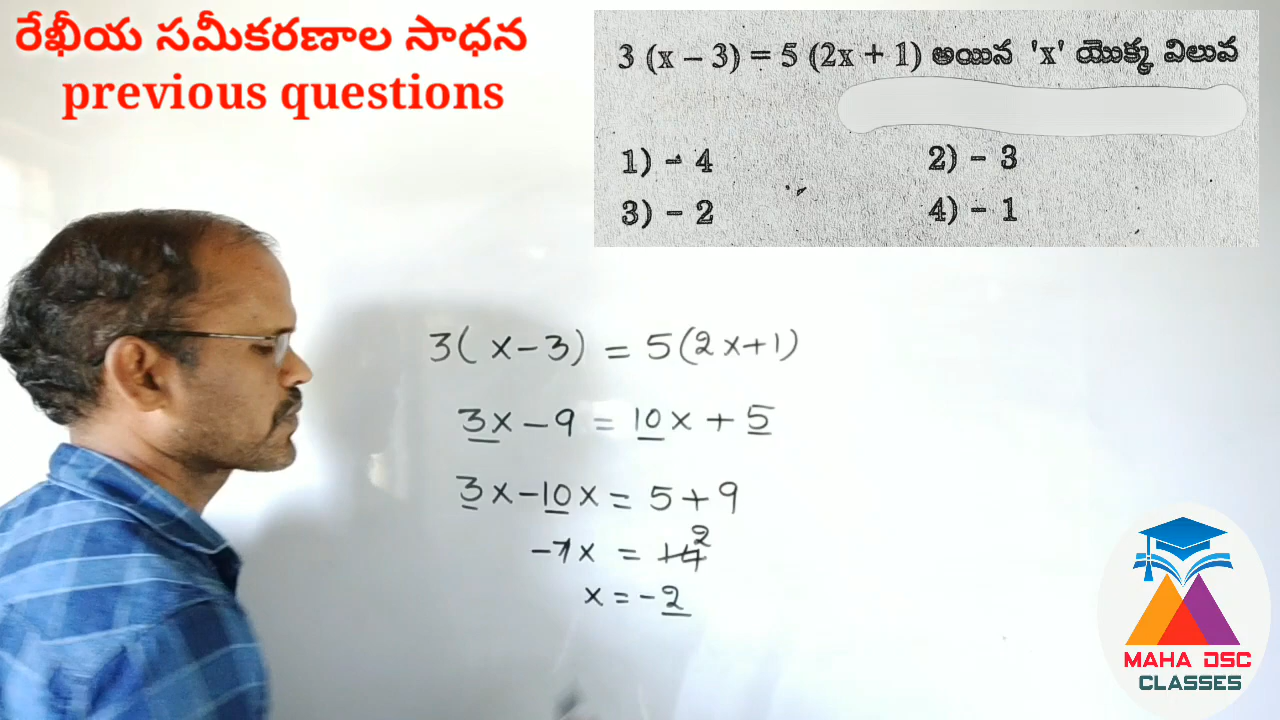 రేఖీయ సమీకరణాల సాధన
previous questions
3 (x – 3) = 5 (2x + 1) అయిన 'x' యొక్క విలువ
1) – 4
2) – 3
3) – 2
4) – 1
3( x – 3) = 5(2x+1)
3x – 9 = 10x + 5
3x – 10x = 5 + 9
–7x = 14 2
x = –2
MAHA DSC
CLASSES